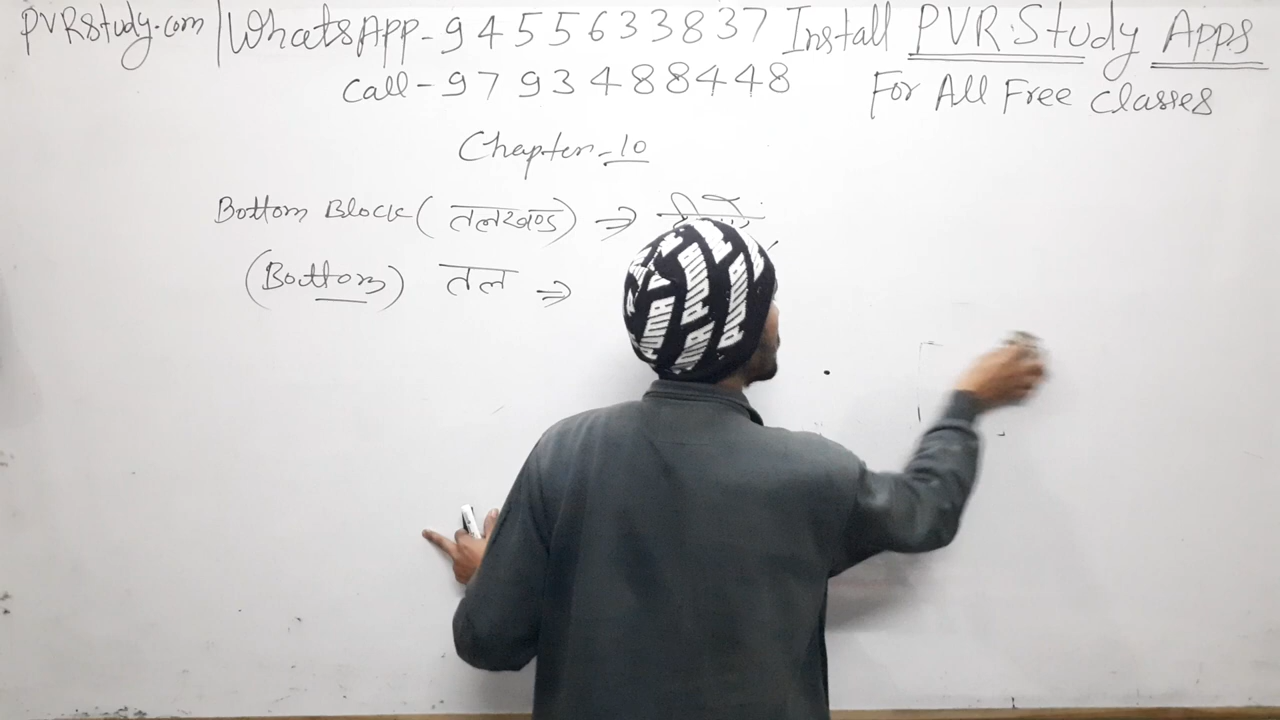 PVRstudy.com | WhatsApp-9455633837 Install PVR Study Apps
Call-9793488448 For All Free Classes
Chapter-10
Bottom Block (तलखण्ड) ⇒
(Bottom) तल ⇒
PUMA PUMA PUMA